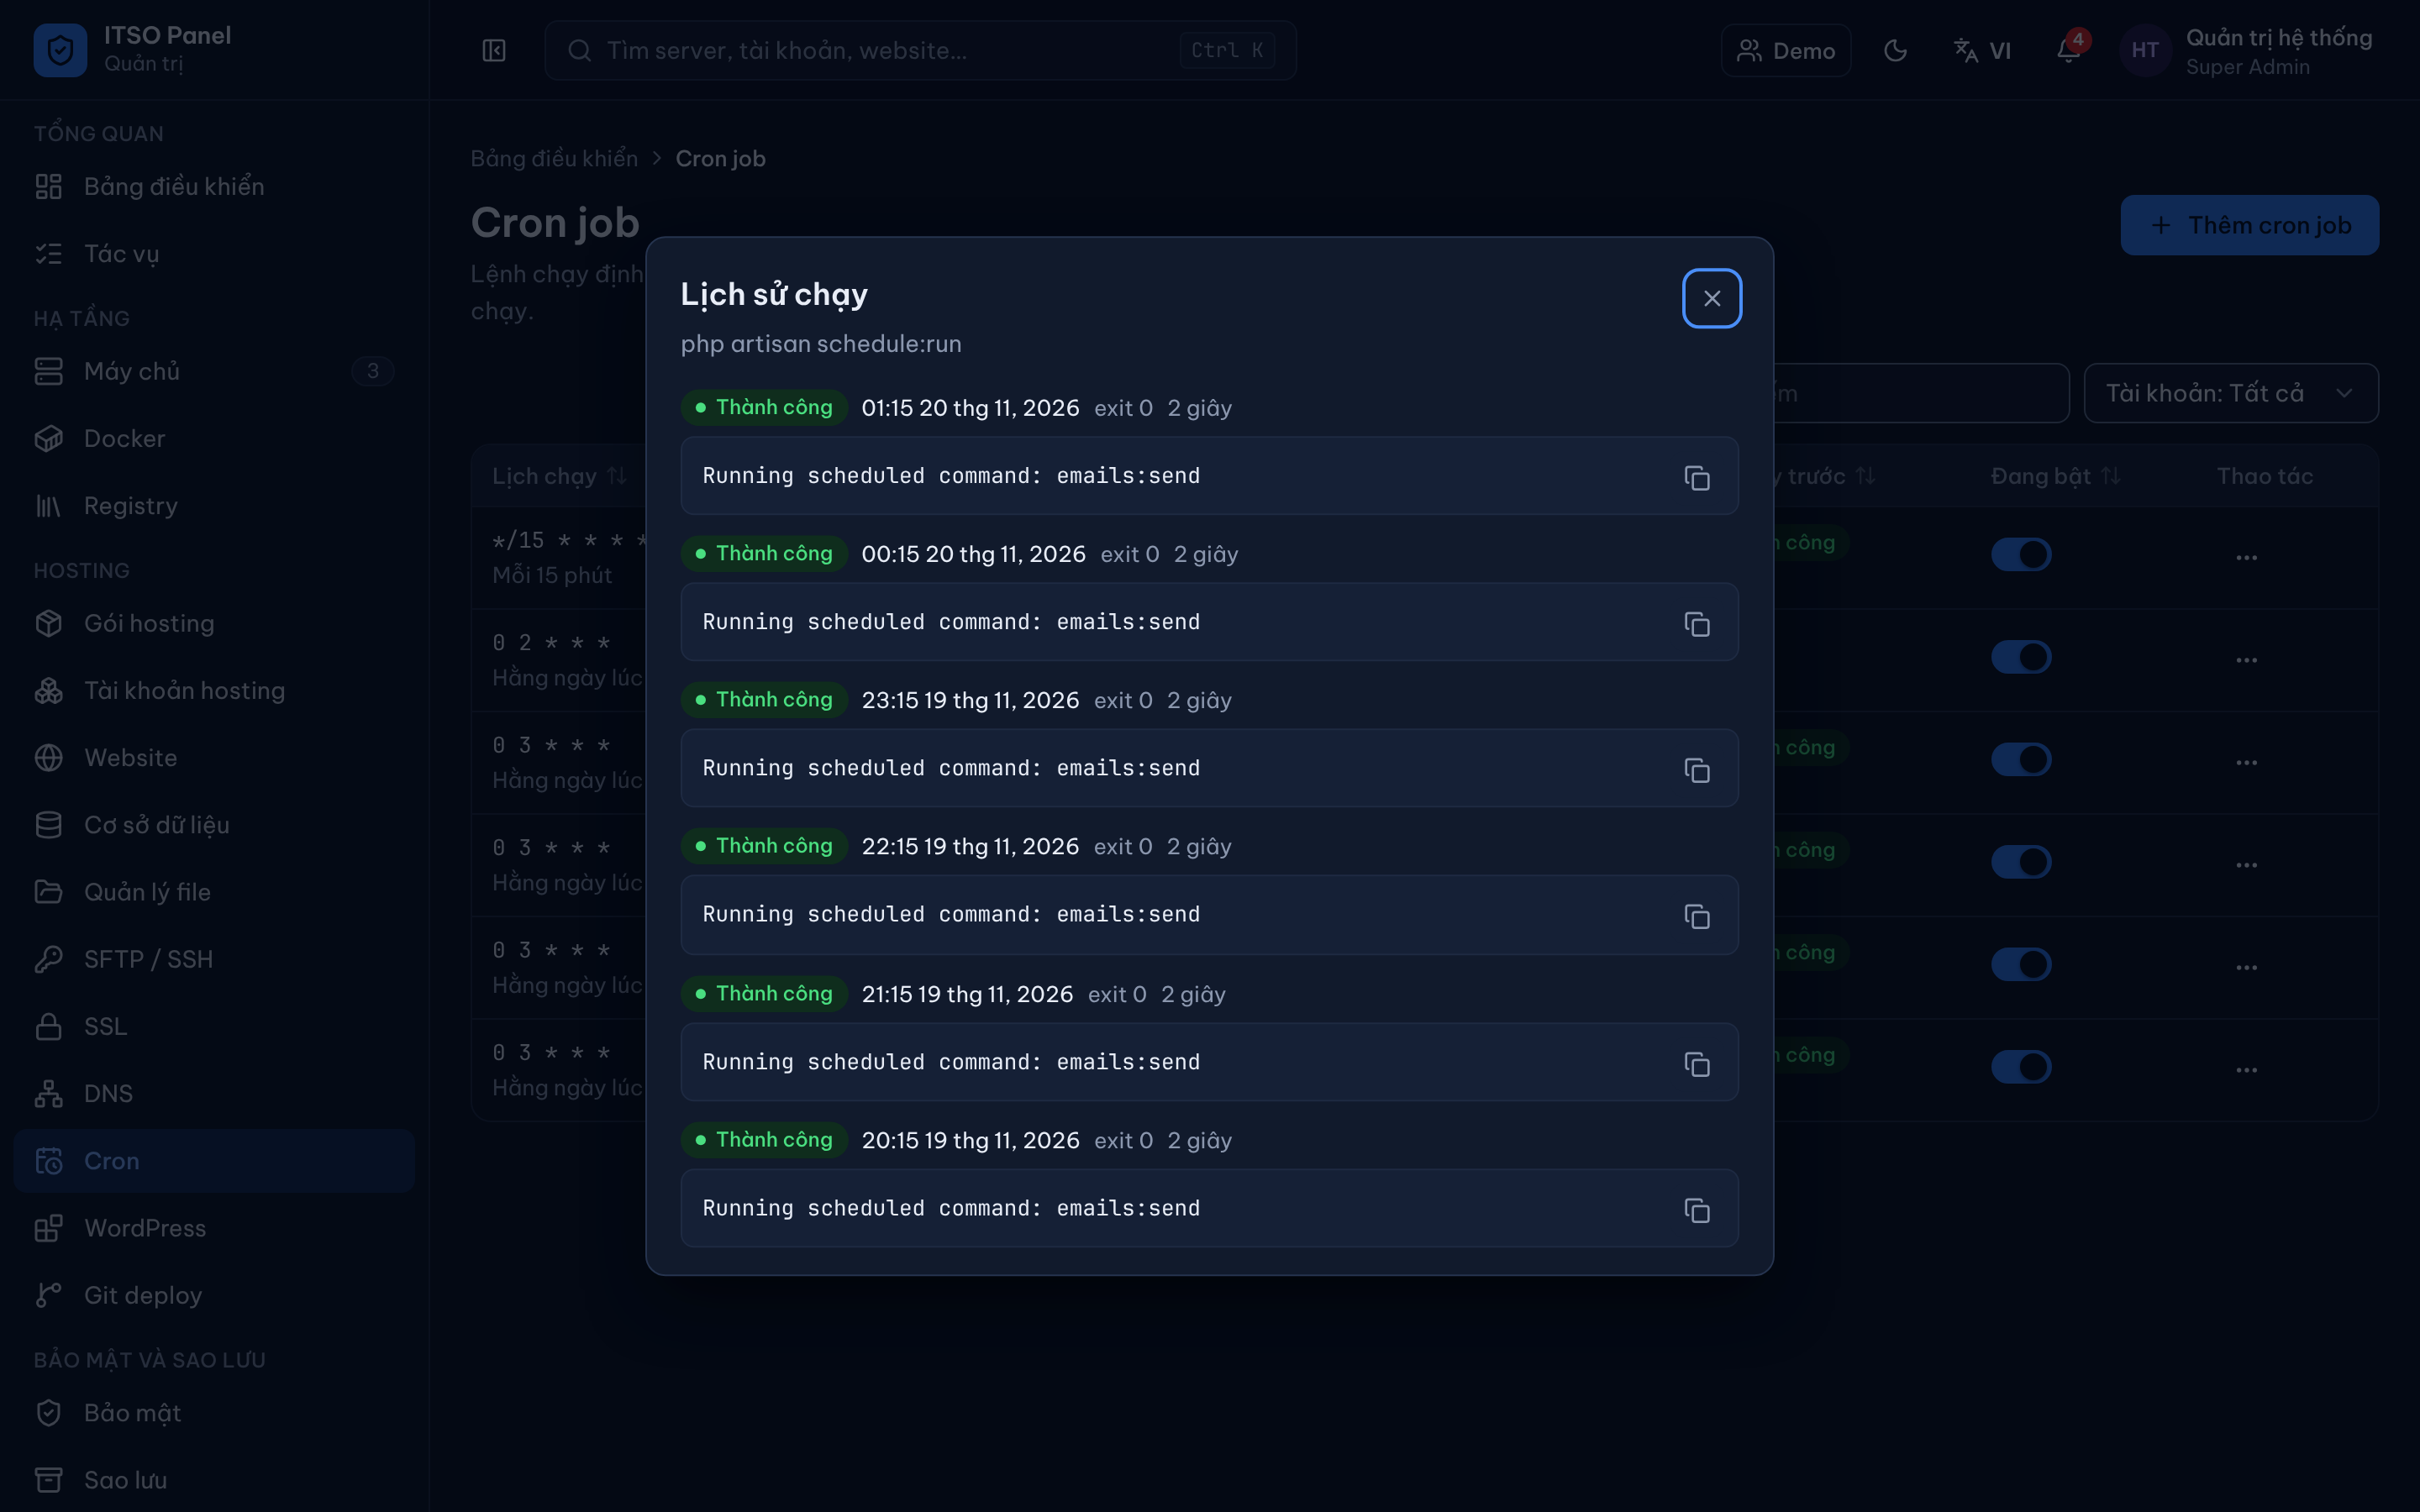 ITSO Panel
Quản trị
Tìm server, tài khoản, website...
Ctrl K
Demo
VI
4
HT
Quản trị hệ thống
Super Admin
TỔNG QUAN
Bảng điều khiển
Tác vụ
HẠ TẦNG
Máy chủ
3
Docker
Registry
HOSTING
Gói hosting
Tài khoản hosting
Website
Cơ sở dữ liệu
Quản lý file
SFTP / SSH
SSL
DNS
Cron
WordPress
Git deploy
BẢO MẬT VÀ SAO LƯU
Bảo mật
Sao lưu
Bảng điều khiển > Cron job
Cron job
Thêm cron job
Lệnh chạy định
chạy.
Tài khoản: Tất cả
Lịch chạy
trước
Đang bật
Thao tác
*/15 * * * *
Mỗi 15 phút
công
0 2 * * *
Hằng ngày lúc
0 3 * * *
Hằng ngày lúc
công
0 3 * * *
Hằng ngày lúc
công
0 3 * * *
Hằng ngày lúc
công
0 3 * * *
Hằng ngày lúc
công
Lịch sử chạy
php artisan schedule:run
Thành công 01:15 20 thg 11, 2026 exit 0 2 giây
Running scheduled command: emails:send
Thành công 00:15 20 thg 11, 2026 exit 0 2 giây
Running scheduled command: emails:send
Thành công 23:15 19 thg 11, 2026 exit 0 2 giây
Running scheduled command: emails:send
Thành công 22:15 19 thg 11, 2026 exit 0 2 giây
Running scheduled command: emails:send
Thành công 21:15 19 thg 11, 2026 exit 0 2 giây
Running scheduled command: emails:send
Thành công 20:15 19 thg 11, 2026 exit 0 2 giây
Running scheduled command: emails:send